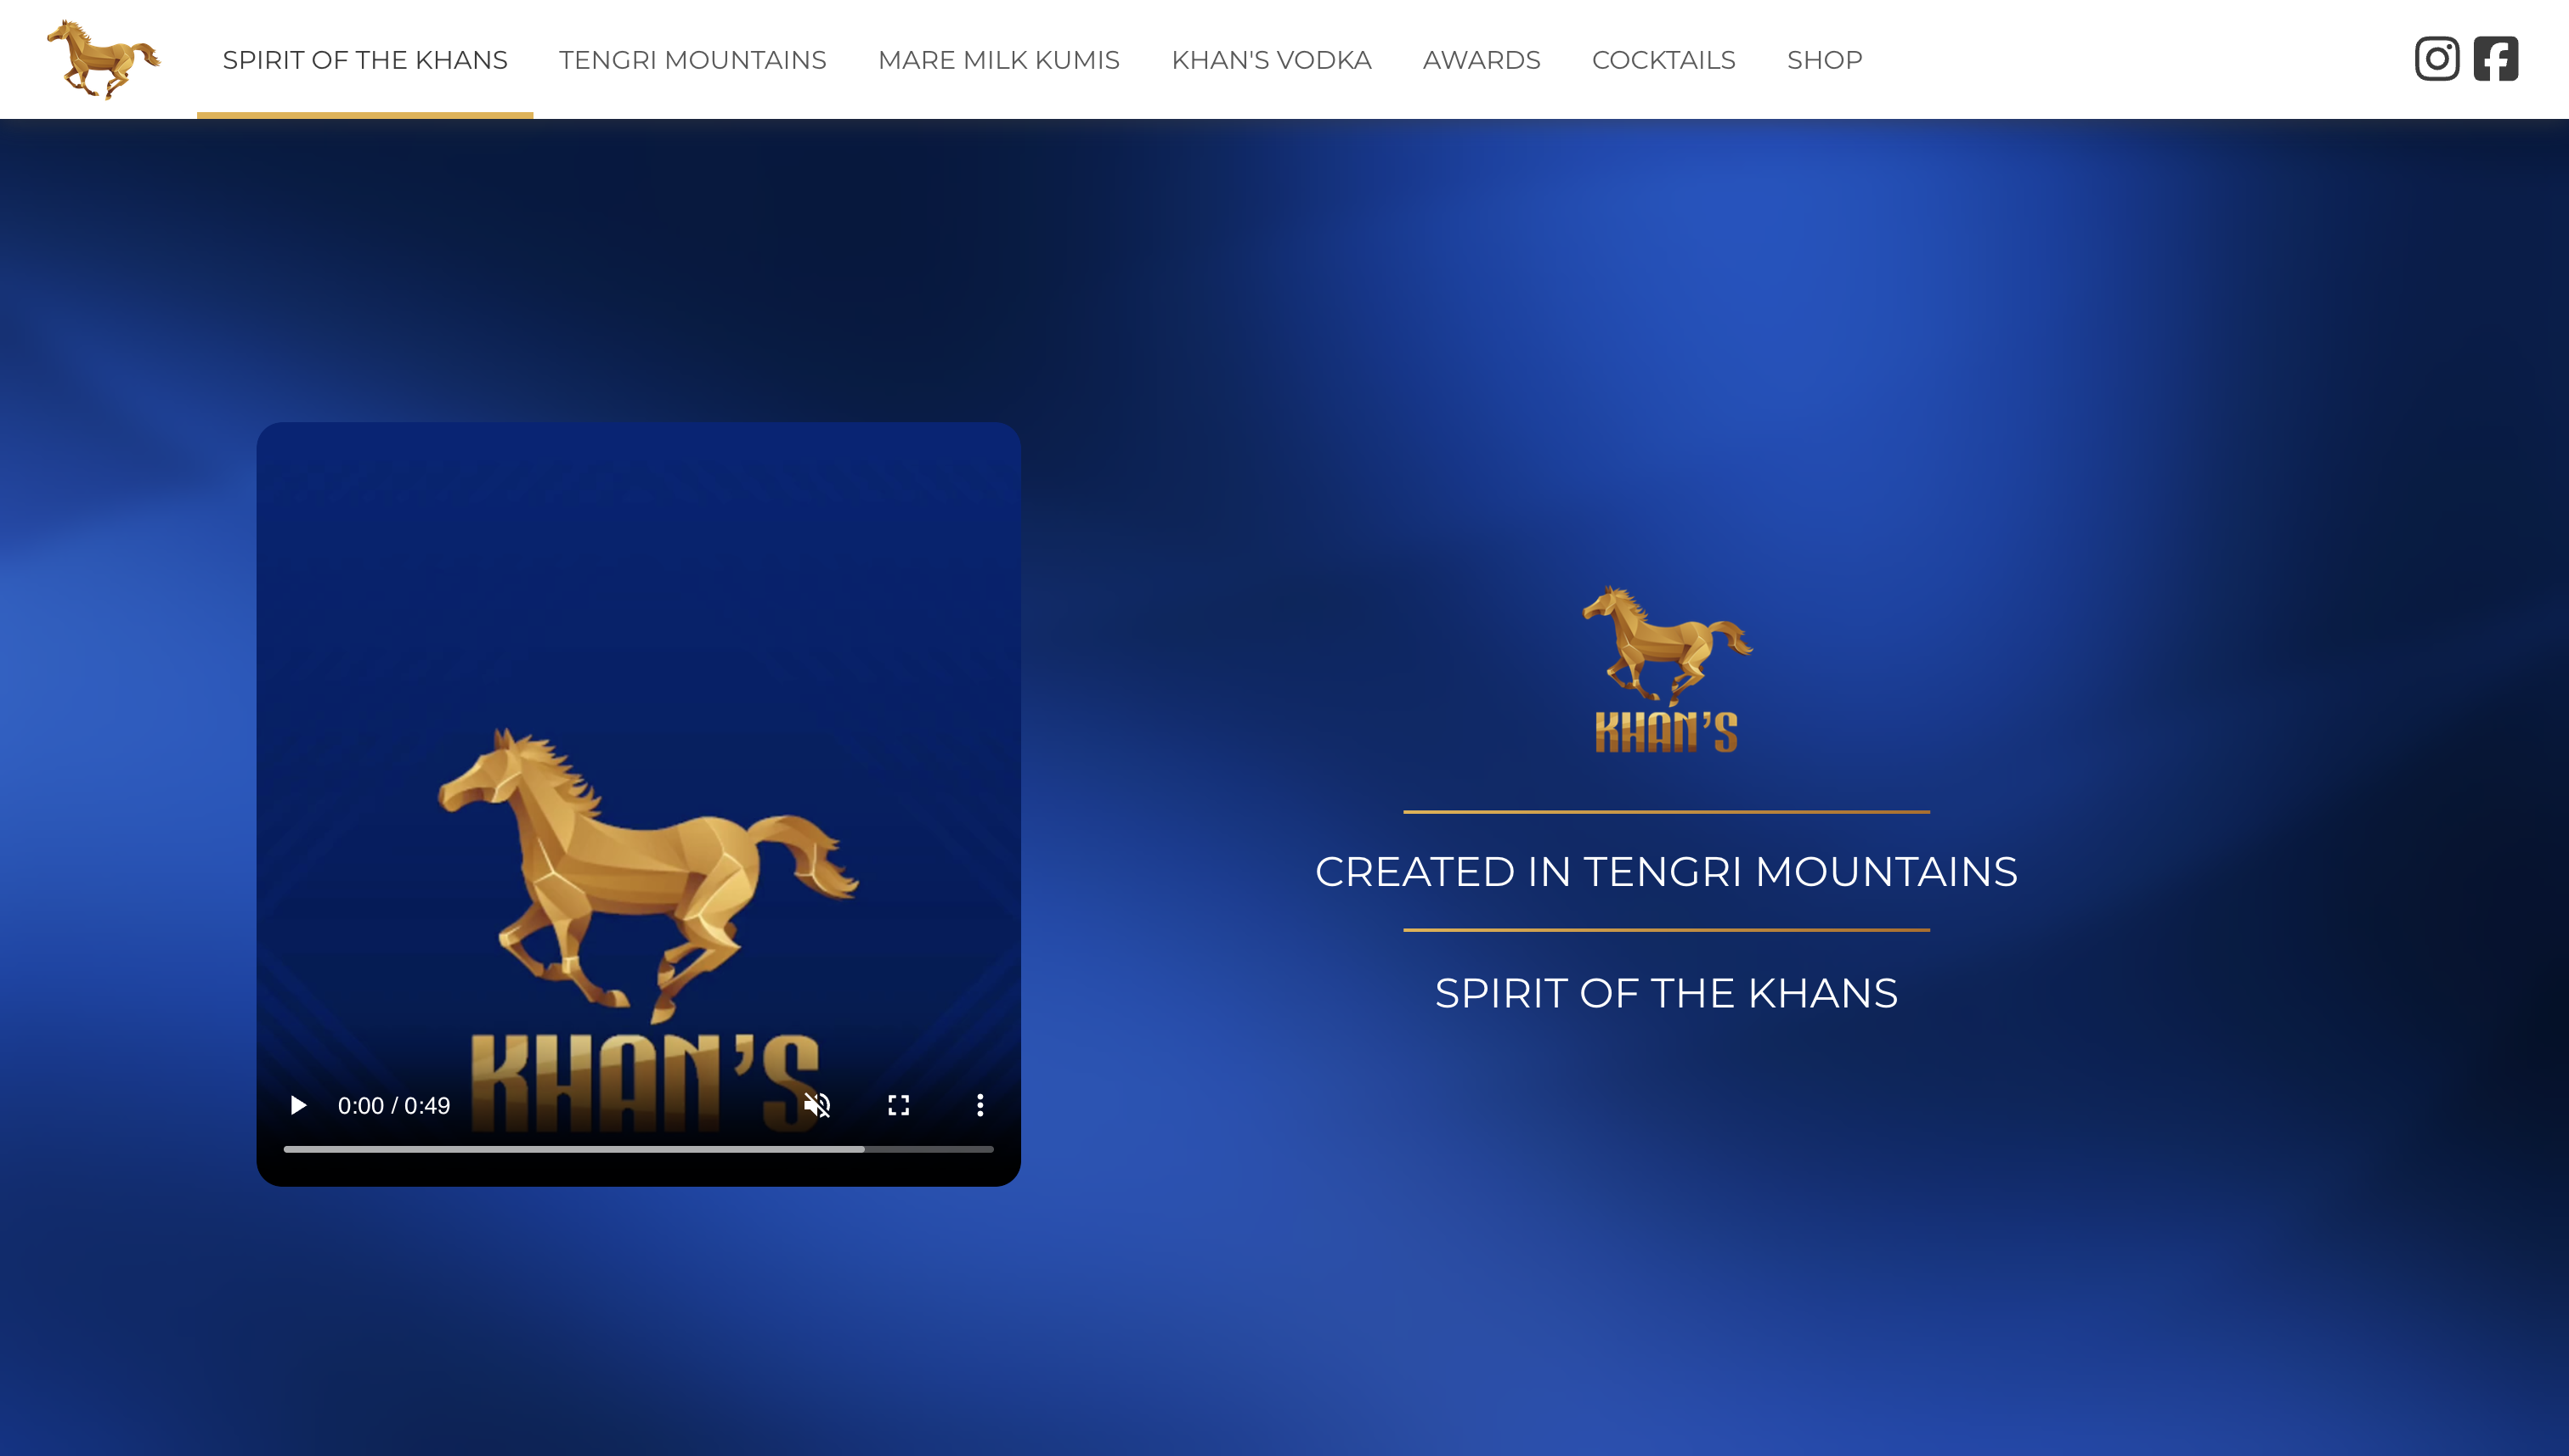 SPIRIT OF THE KHANS TENGRI MOUNTAINS MARE MILK KUMIS KHAN'S VODKA AWARDS COCKTAILS SHOP
KHAN'S
0:00 / 0:49
KHAN'S
CREATED IN TENGRI MOUNTAINS
SPIRIT OF THE KHANS